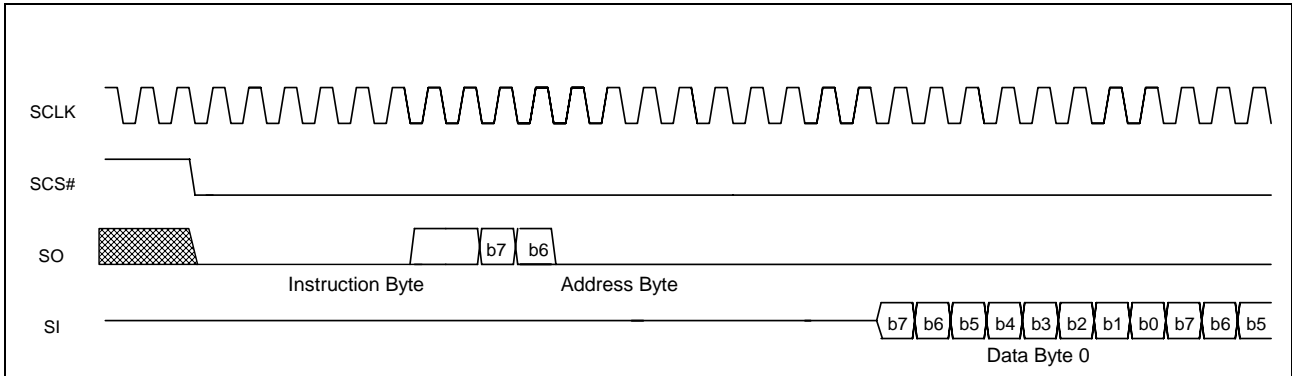 SCLK
SCS#
SO b7 b6
Instruction Byte Address Byte
SI b7 b6 b5 b4 b3 b2 b1 b0 b7 b6 b5
Data Byte 0